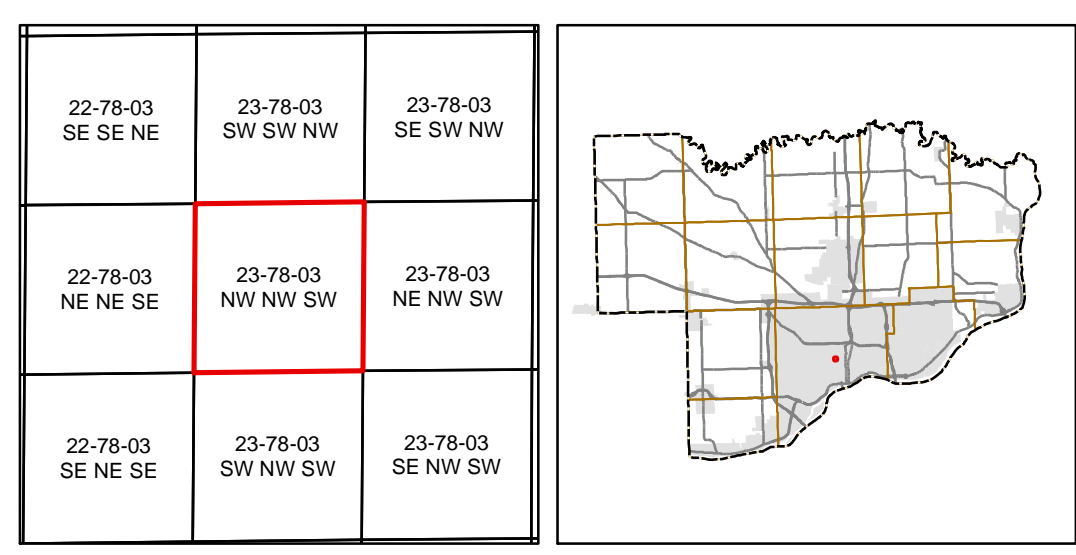 22-78-03
SE SE NE
23-78-03
SW SW NW
23-78-03
SE SW NW
22-78-03
NE NE SE
23-78-03
NW NW SW
23-78-03
NE NW SW
22-78-03
SE NE SE
23-78-03
SW NW SW
23-78-03
SE NW SW